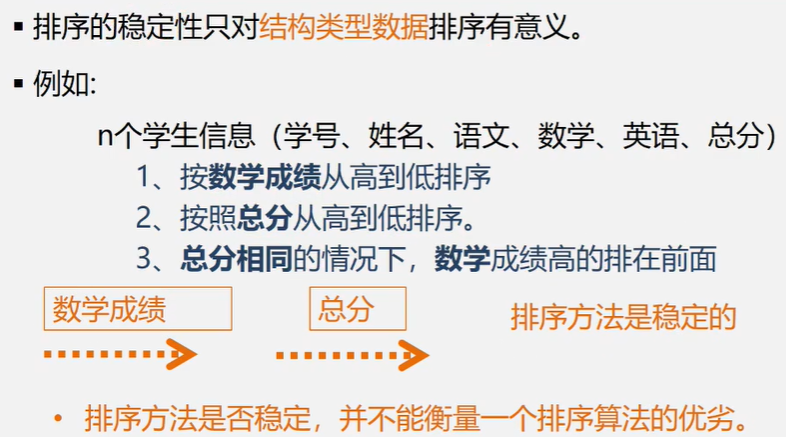 ▪ 排序的稳定性只对结构类型数据排序有意义。
▪ 例如:
n个学生信息（学号、姓名、语文、数学、英语、总分）
1、按数学成绩从高到低排序
2、按照总分从高到低排序。
3、总分相同的情况下，数学成绩高的排在前面
数学成绩 总分 排序方法是稳定的
• 排序方法是否稳定，并不能衡量一个排序算法的优劣。